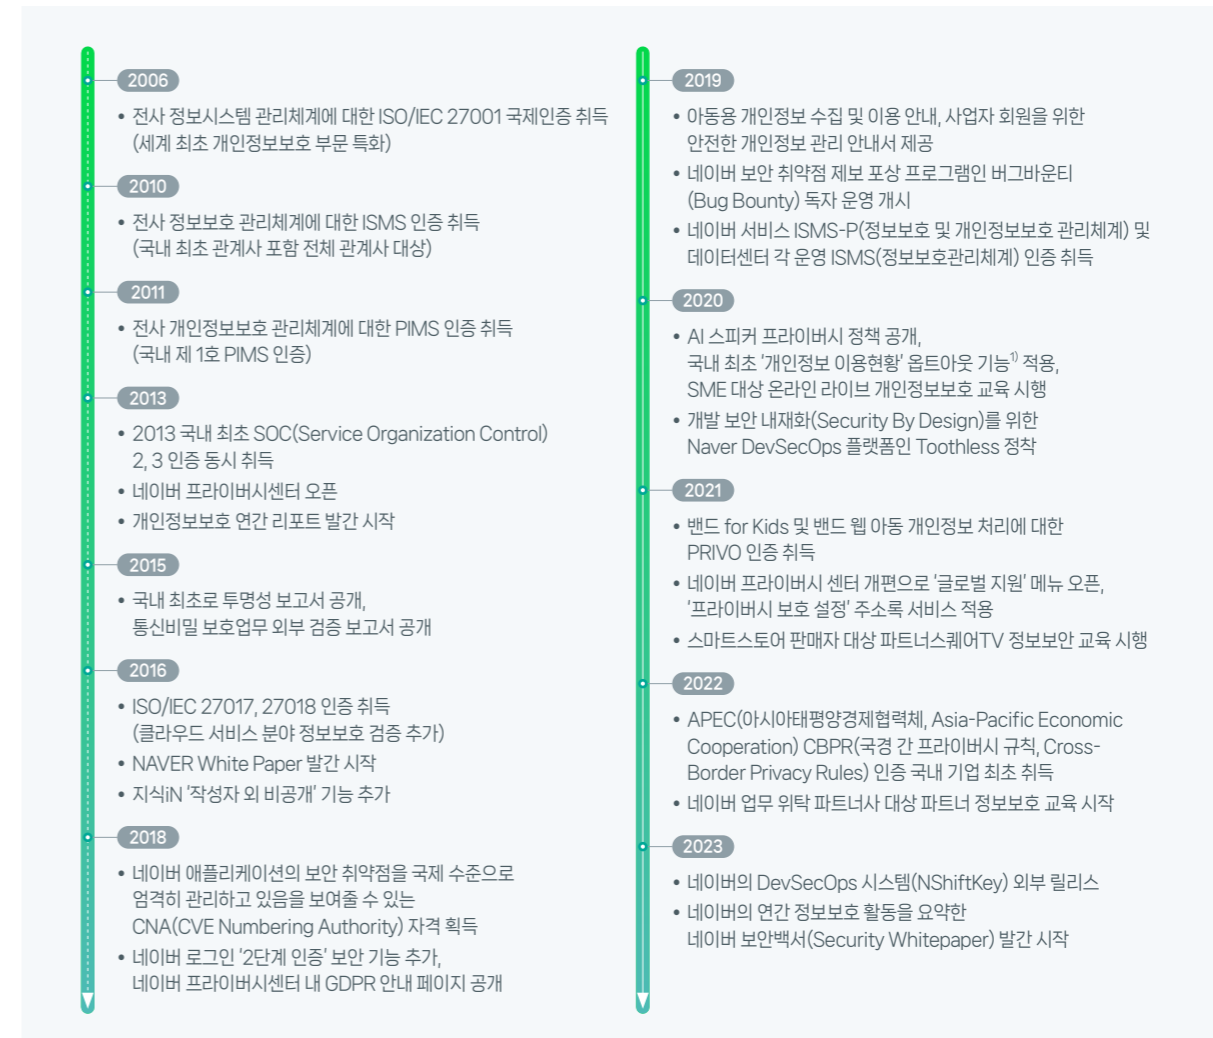 2006
• 전사 정보시스템 관리체계에 대한 ISO/IEC 27001 국제인증 취득
(세계 최초 개인정보보호 부문 특화)
2010
• 전사 정보보호 관리체계에 대한 ISMS 인증 취득
(국내 최초 관계사 포함 전체 관계사 대상)
2011
• 전사 개인정보보호 관리체계에 대한 PIMS 인증 취득
(국내 제 1호 PIMS 인증)
2013
• 2013 국내 최초 SOC(Service Organization Control)
2, 3 인증 동시 취득
• 네이버 프라이버시센터 오픈
• 개인정보보호 연간 리포트 발간 시작
2015
• 국내 최초로 투명성 보고서 공개,
통신비밀 보호업무 외부 검증 보고서 공개
2016
• ISO/IEC 27017, 27018 인증 취득
(클라우드 서비스 분야 정보보호 검증 추가)
• NAVER White Paper 발간 시작
• 지식iN '작성자 외 비공개' 기능 추가
2018
• 네이버 애플리케이션의 보안 취약점을 국제 수준으로
엄격히 관리하고 있음을 보여줄 수 있는
CNA(CVE Numbering Authority) 자격 획득
• 네이버 로그인 '2단계 인증' 보안 기능 추가,
네이버 프라이버시센터 내 GDPR 안내 페이지 공개
2019
• 아동용 개인정보 수집 및 이용 안내, 사업자 회원을 위한
안전한 개인정보 관리 안내서 제공
• 네이버 보안 취약점 제보 포상 프로그램인 버그바운티
(Bug Bounty) 독자 운영 개시
• 네이버 서비스 ISMS-P(정보보호 및 개인정보보호 관리체계) 및
데이터센터 각 운영 ISMS(정보보호관리체계) 인증 취득
2020
• AI 스피커 프라이버시 정책 공개,
국내 최초 '개인정보 이용현황' 옵트아웃 기능1) 적용,
SME 대상 온라인 라이브 개인정보보호 교육 시행
• 개발 보안 내재화(Security By Design)를 위한
Naver DevSecOps 플랫폼인 Toothless 정착
2021
• 밴드 for Kids 및 밴드 웹 아동 개인정보 처리에 대한
PRIVO 인증 취득
• 네이버 프라이버시 센터 개편으로 '글로벌 지원' 메뉴 오픈,
'프라이버시 보호 설정' 주소록 서비스 적용
• 스마트스토어 판매자 대상 파트너스퀘어TV 정보보안 교육 시행
2022
• APEC(아시아태평양경제협력체, Asia-Pacific Economic
Cooperation) CBPR(국경 간 프라이버시 규칙, Cross-
Border Privacy Rules) 인증 국내 기업 최초 취득
• 네이버 업무 위탁 파트너사 대상 파트너 정보보호 교육 시작
2023
• 네이버의 DevSecOps 시스템(NShiftKey) 외부 릴리스
• 네이버의 연간 정보보호 활동을 요약한
네이버 보안백서(Security Whitepaper) 발간 시작